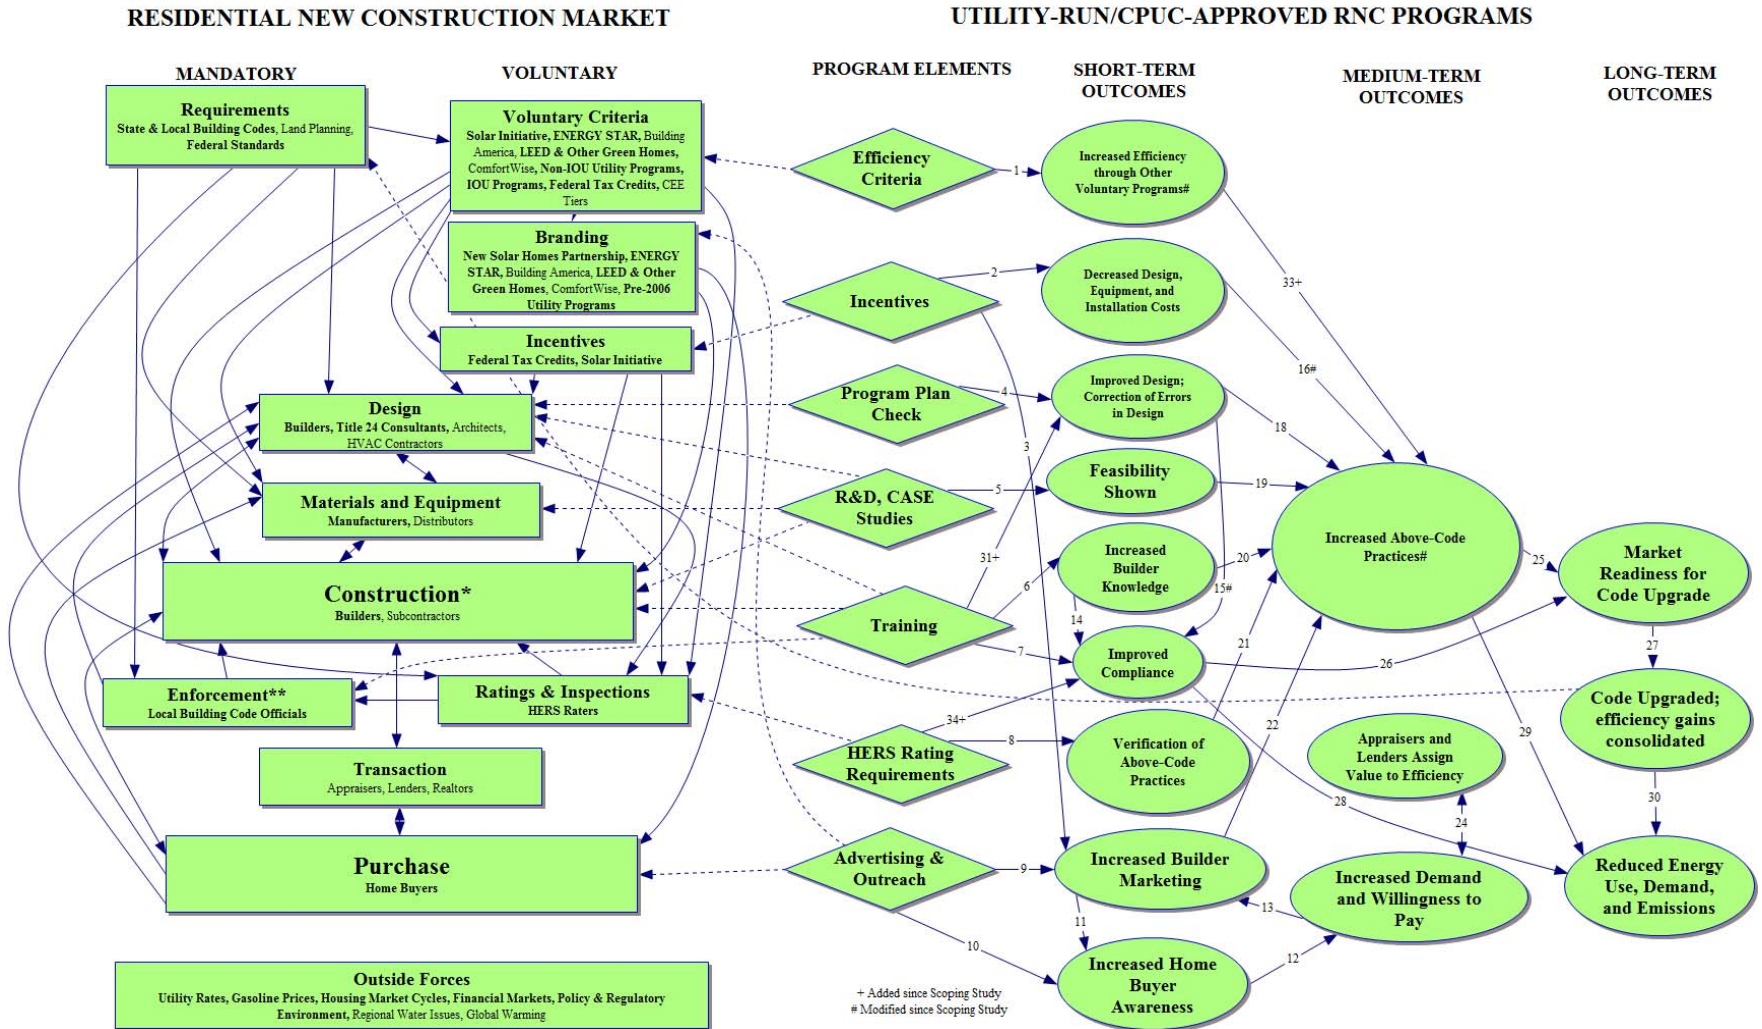 RESIDENTIAL NEW CONSTRUCTION MARKET
UTILITY-RUN/CPUC-APPROVED RNC PROGRAMS
MANDATORY
VOLUNTARY
PROGRAM ELEMENTS
SHORT-TERM
OUTCOMES
MEDIUM-TERM
OUTCOMES
LONG-TERM
OUTCOMES
Requirements
State & Local Building Codes, Land Planning,
Federal Standards
Voluntary Criteria
Solar Initiative, ENERGY STAR, Building
America, LEED & Other Green Homes,
ComfortWise, Non-IOU Utility Programs,
IOU Programs, Federal Tax Credits, CEE
Tiers
Branding
New Solar Homes Partnership, ENERGY
STAR, Building America, LEED & Other
Green Homes, ComfortWise, Pre-2006
Utility Programs
Incentives
Federal Tax Credits, Solar Initiative
Design
Builders, Title 24 Consultants, Architects,
HVAC Contractors
Materials and Equipment
Manufacturers, Distributors
Construction*
Builders, Subcontractors
Enforcement**
Local Building Code Officials
Ratings & Inspections
HERS Raters
Transaction
Appraisers, Lenders, Realtors
Purchase
Home Buyers
Outside Forces
Utility Rates, Gasoline Prices, Housing Market Cycles, Financial Markets, Policy & Regulatory
Environment, Regional Water Issues, Global Warming
Efficiency
Criteria
Incentives
Program Plan
Check
R&D, CASE
Studies
Training
HERS Rating
Requirements
Advertising &
Outreach
1
2
3
4
5
31+
6
7
34+
8
9
10
Increased Efficiency
through Other
Voluntary Programs#
Decreased Design,
Equipment, and
Installation Costs
Improved Design;
Correction of Errors
in Design
Feasibility
Shown
Increased
Builder
Knowledge
14
Improved
Compliance
Verification of
Above-Code
Practices
Increased Builder
Marketing
11
Increased Home
Buyer
Awareness
33+
16#
18
19
20
15#
21
26
22
28
13
12
Increased Above-Code
Practices#
Appraisers and
Lenders Assign
Value to Efficiency
24
Increased Demand
and Willingness to
Pay
25
29
Market
Readiness for
Code Upgrade
27
Code Upgraded;
efficiency gains
consolidated
30
Reduced Energy
Use, Demand,
and Emissions
+ Added since Scoping Study
# Modified since Scoping Study